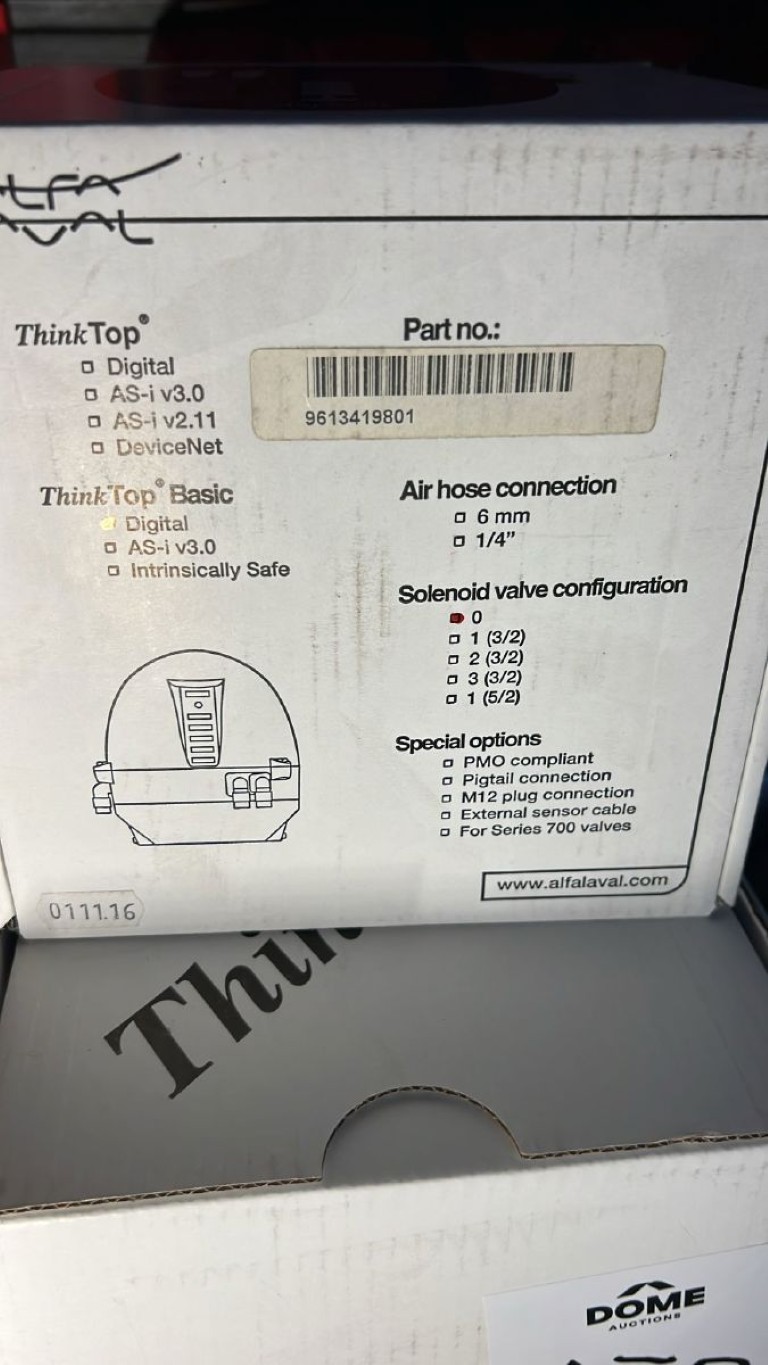 ThinkTop®
Digital
AS-i v3.0
AS-i v2.11
DeviceNet
ThinkTop® Basic
Digital
AS-i v3.0
Intrinsically Safe
Part no.:
9613419801
Air hose connection
6 mm
1/4”
Solenoid valve configuration
0
1 (3/2)
2 (3/2)
3 (3/2)
1 (5/2)
Special options
PMO compliant
Pigtail connection
M12 plug connection
External sensor cable
For Series 700 valves
www.alfalaval.com
0111.16
DOME
AUCTIONS